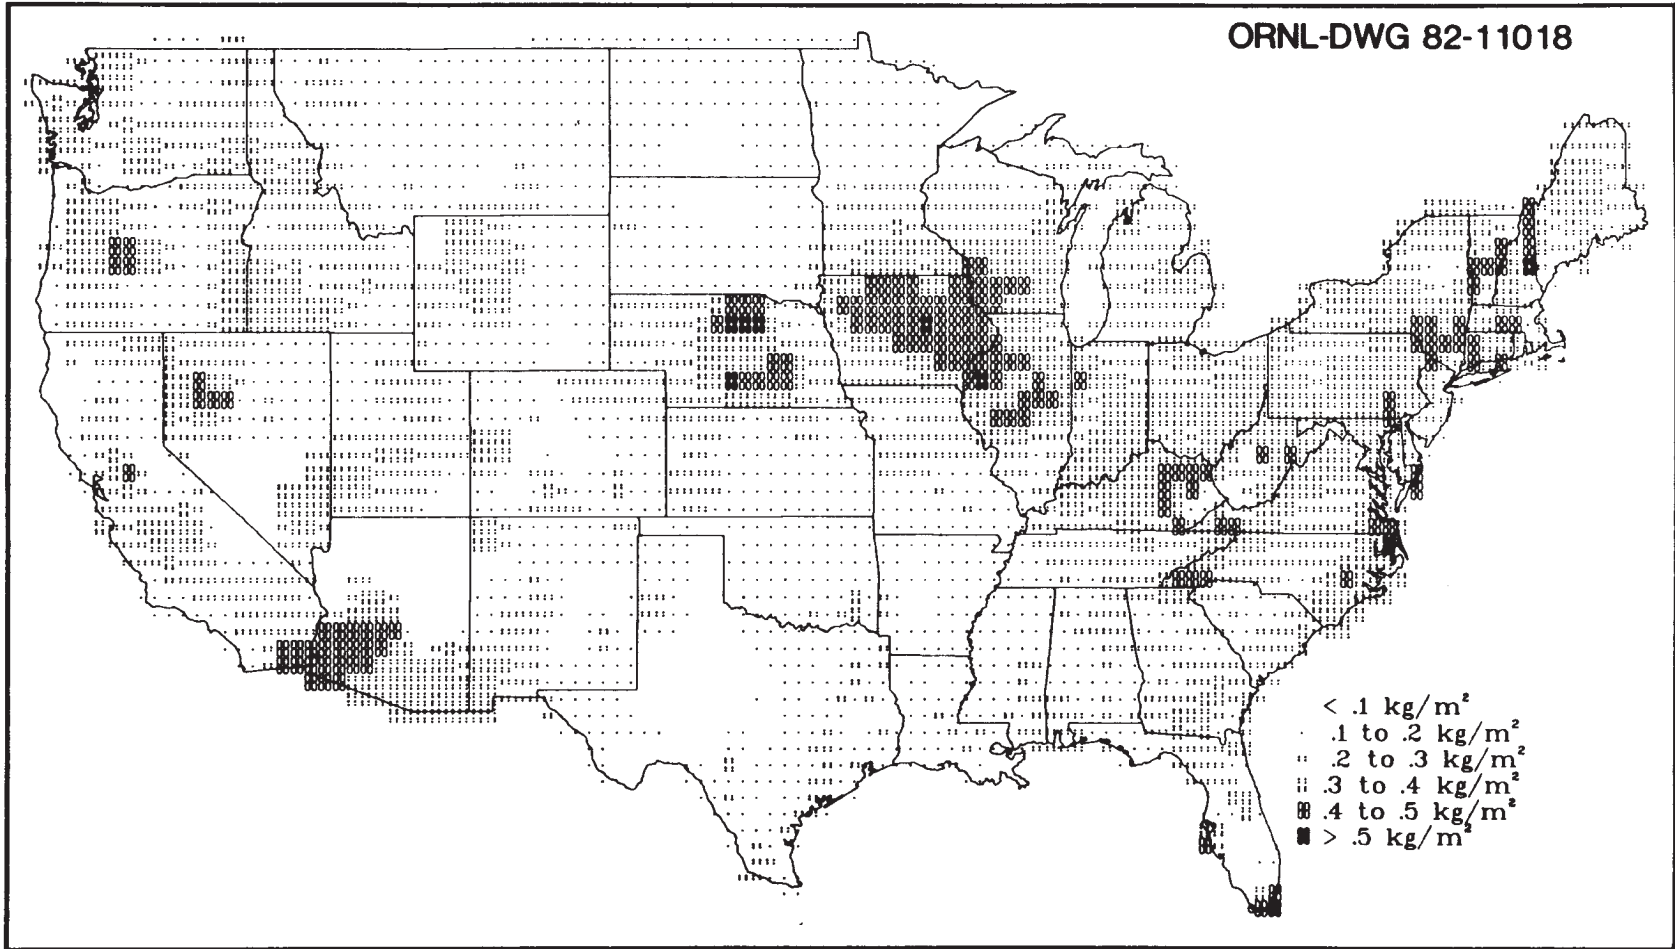 ORNL-DWG 82-11018
< .1 kg/m²
.1 to .2 kg/m²
.2 to .3 kg/m²
.3 to .4 kg/m²
.4 to .5 kg/m²
> .5 kg/m²